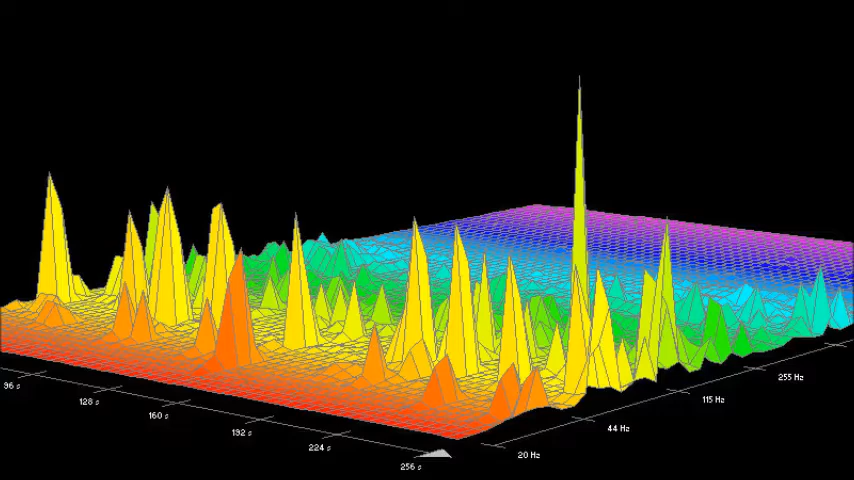 96 s
128 s
160 s
192 s
224 s
256 s
20 Hz
44 Hz
115 Hz
255 Hz